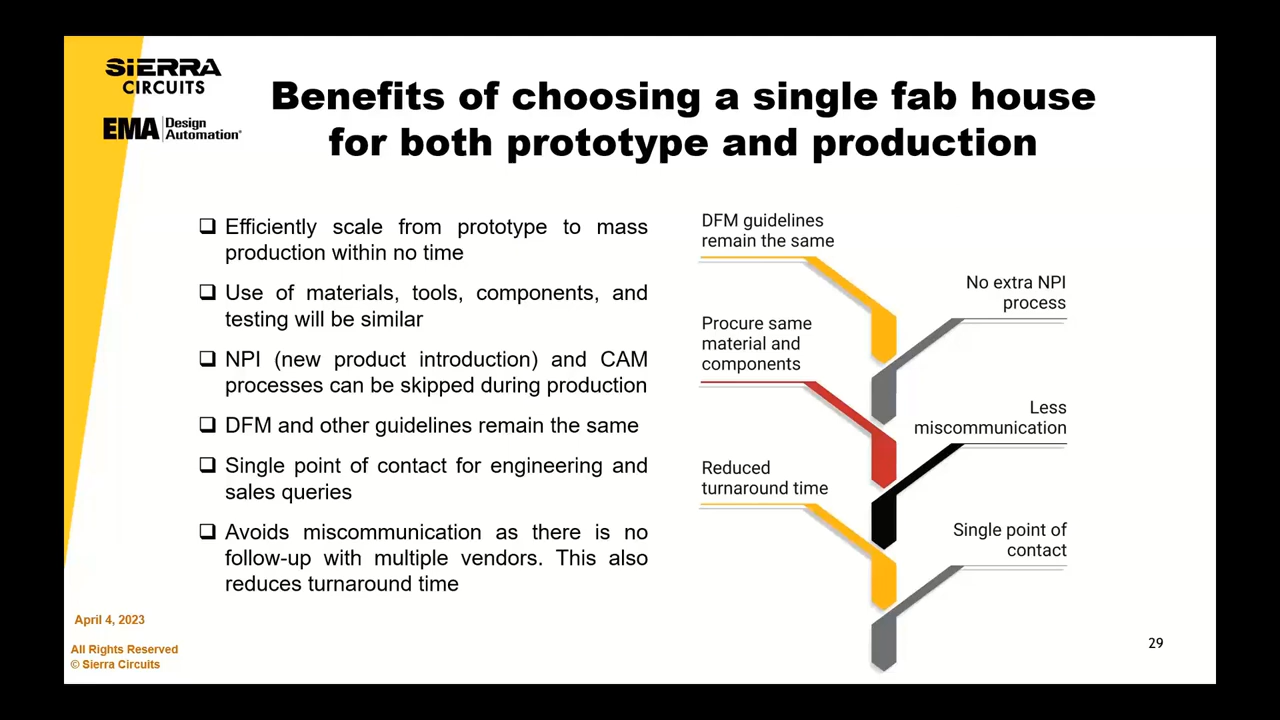 SIERRA
CIRCUITS
EMA Design
Automation®
Benefits of choosing a single fab house
for both prototype and production
❑ Efficiently scale from prototype to mass
production within no time
❑ Use of materials, tools, components, and
testing will be similar
❑ NPI (new product introduction) and CAM
processes can be skipped during production
❑ DFM and other guidelines remain the same
❑ Single point of contact for engineering and
sales queries
❑ Avoids miscommunication as there is no
follow-up with multiple vendors. This also
reduces turnaround time
DFM guidelines
remain the same
No extra NPI
process
Procure same
material and
components
Less
miscommunication
Reduced
turnaround time
Single point of
contact
April 4, 2023
All Rights Reserved
© Sierra Circuits
29